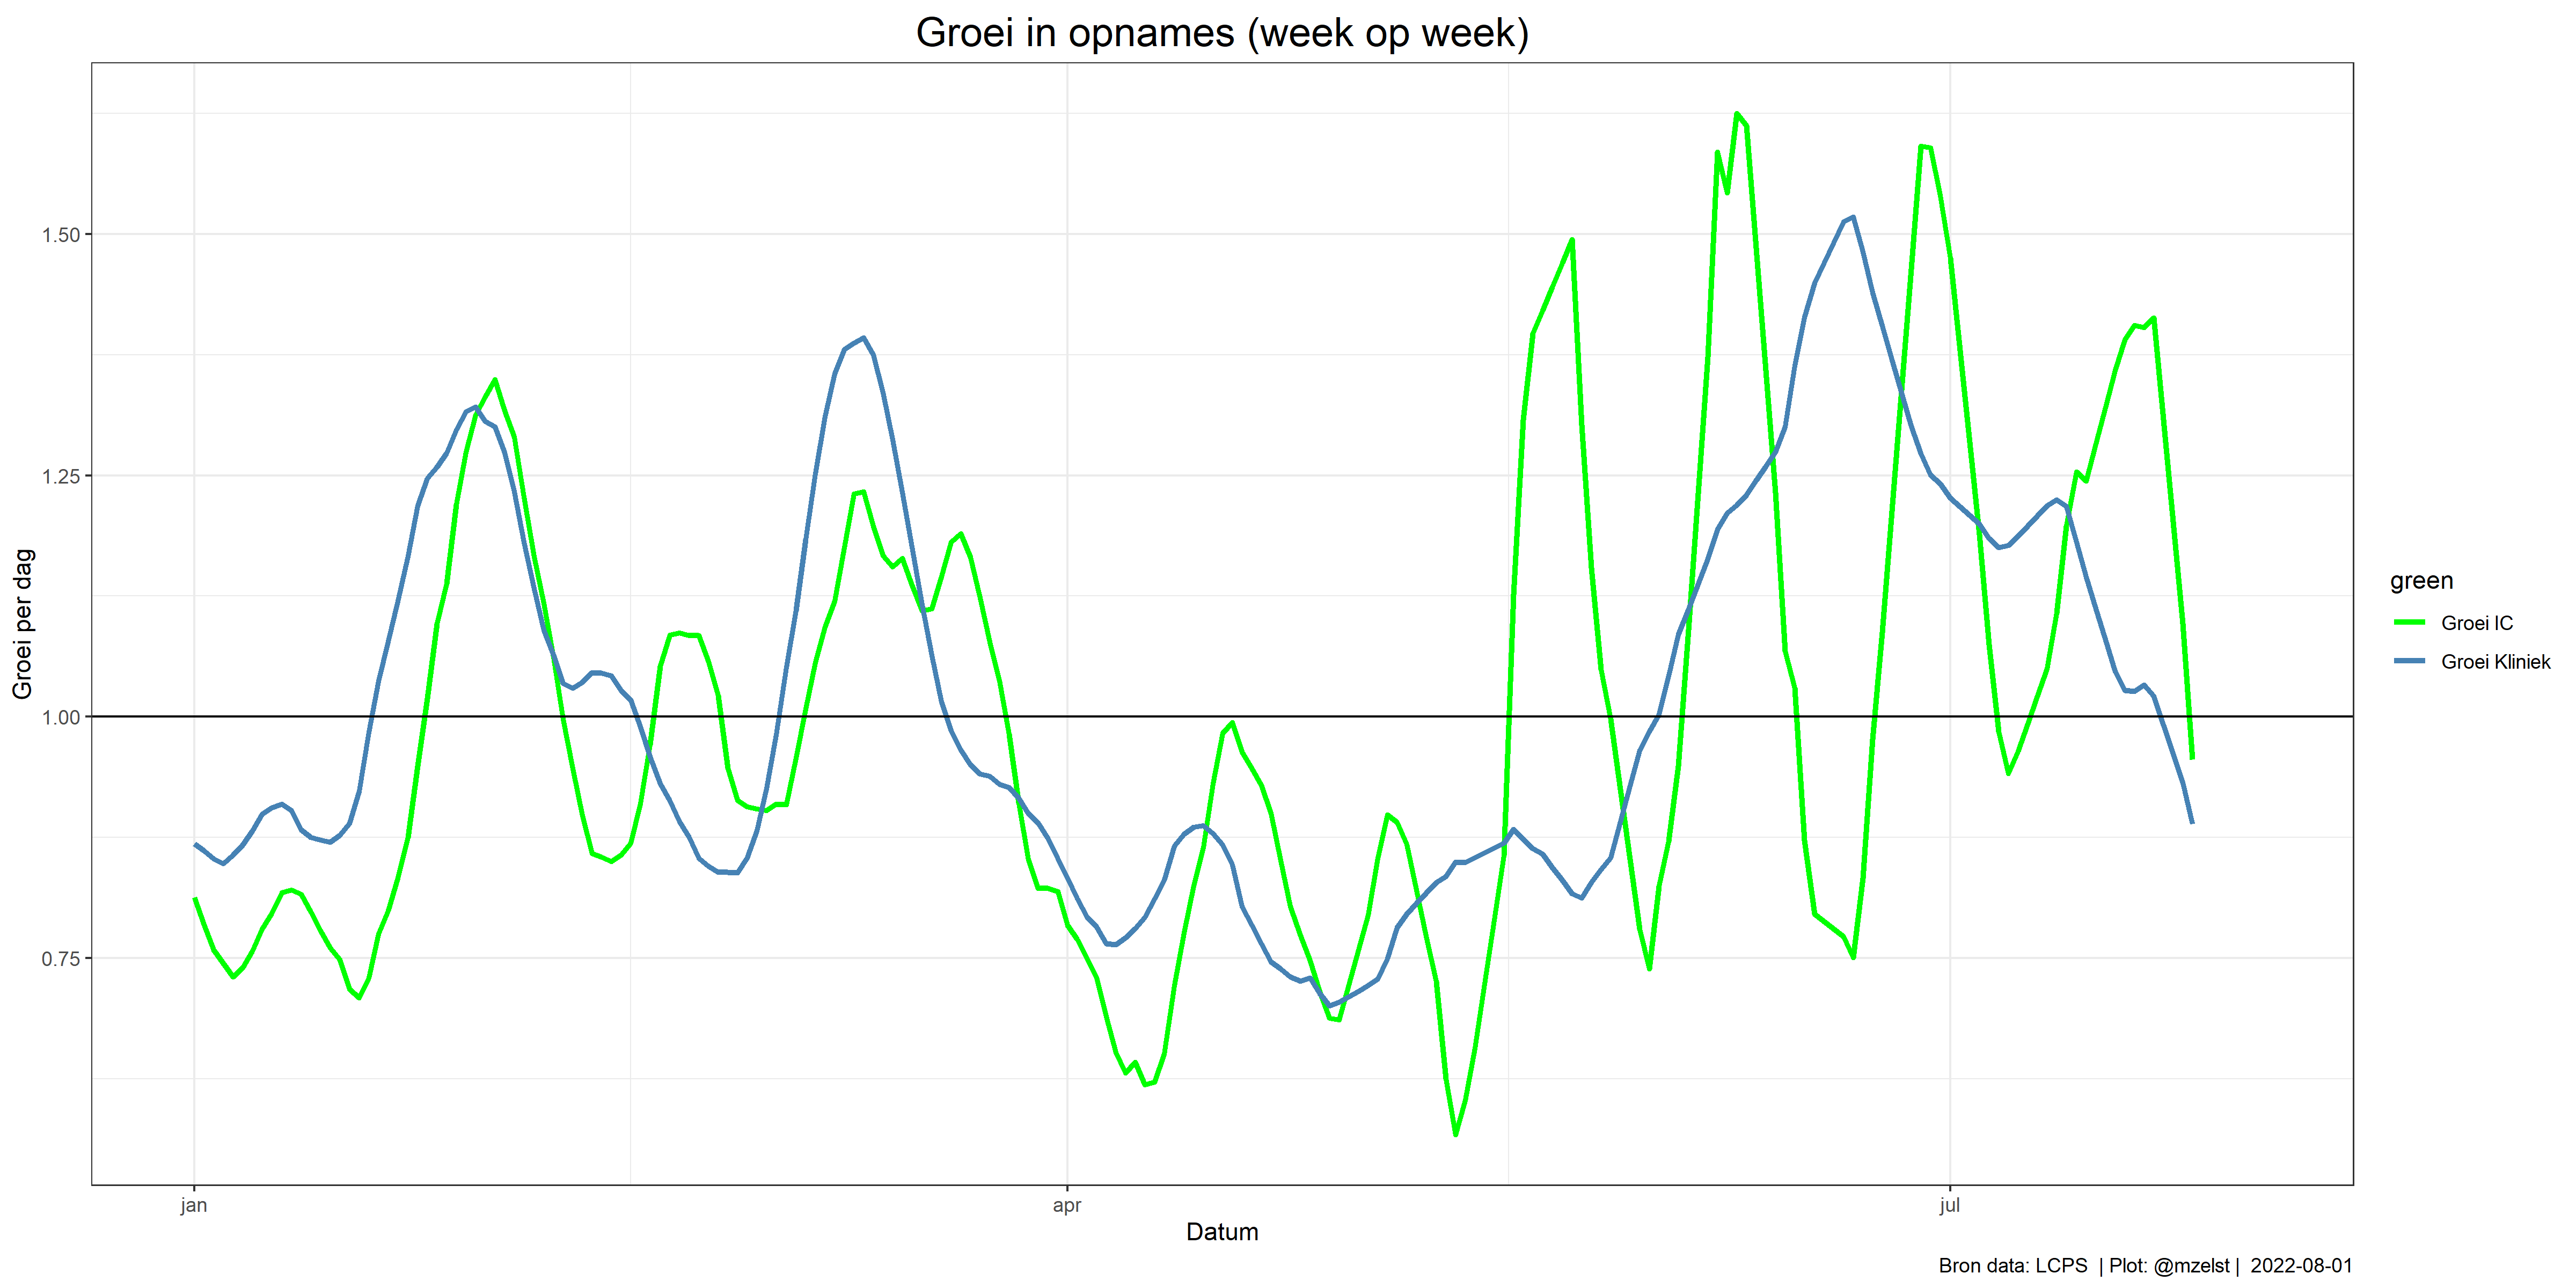 Groei in opnames (week op week)
Groei per dag
1.50
1.25
1.00
0.75
jan
apr
jul
Datum
green
Groei IC
Groei Kliniek
Bron data: LCPS | Plot: @mzelst | 2022-08-01